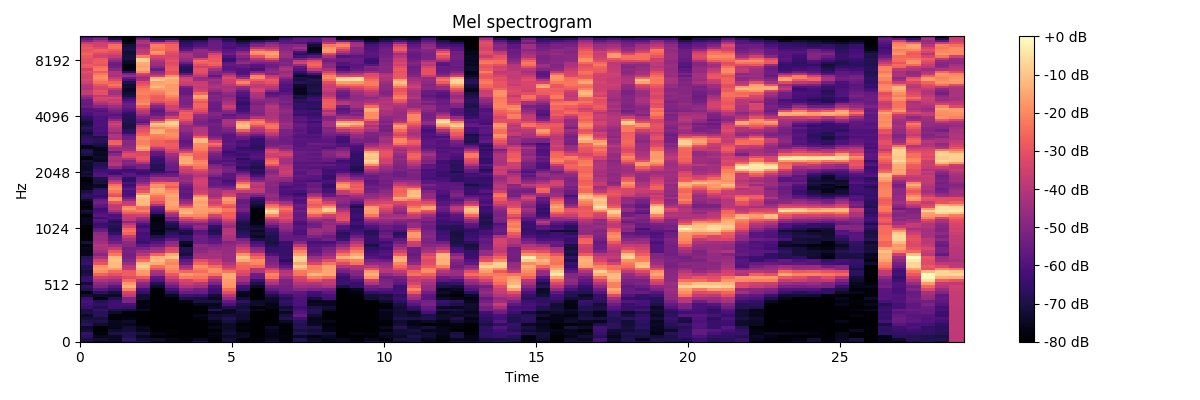 Mel spectrogram
8192
4096
2048
1024
512
0
Hz
0 5 10 15 20 25
Time
+0 dB
-10 dB
-20 dB
-30 dB
-40 dB
-50 dB
-60 dB
-70 dB
-80 dB